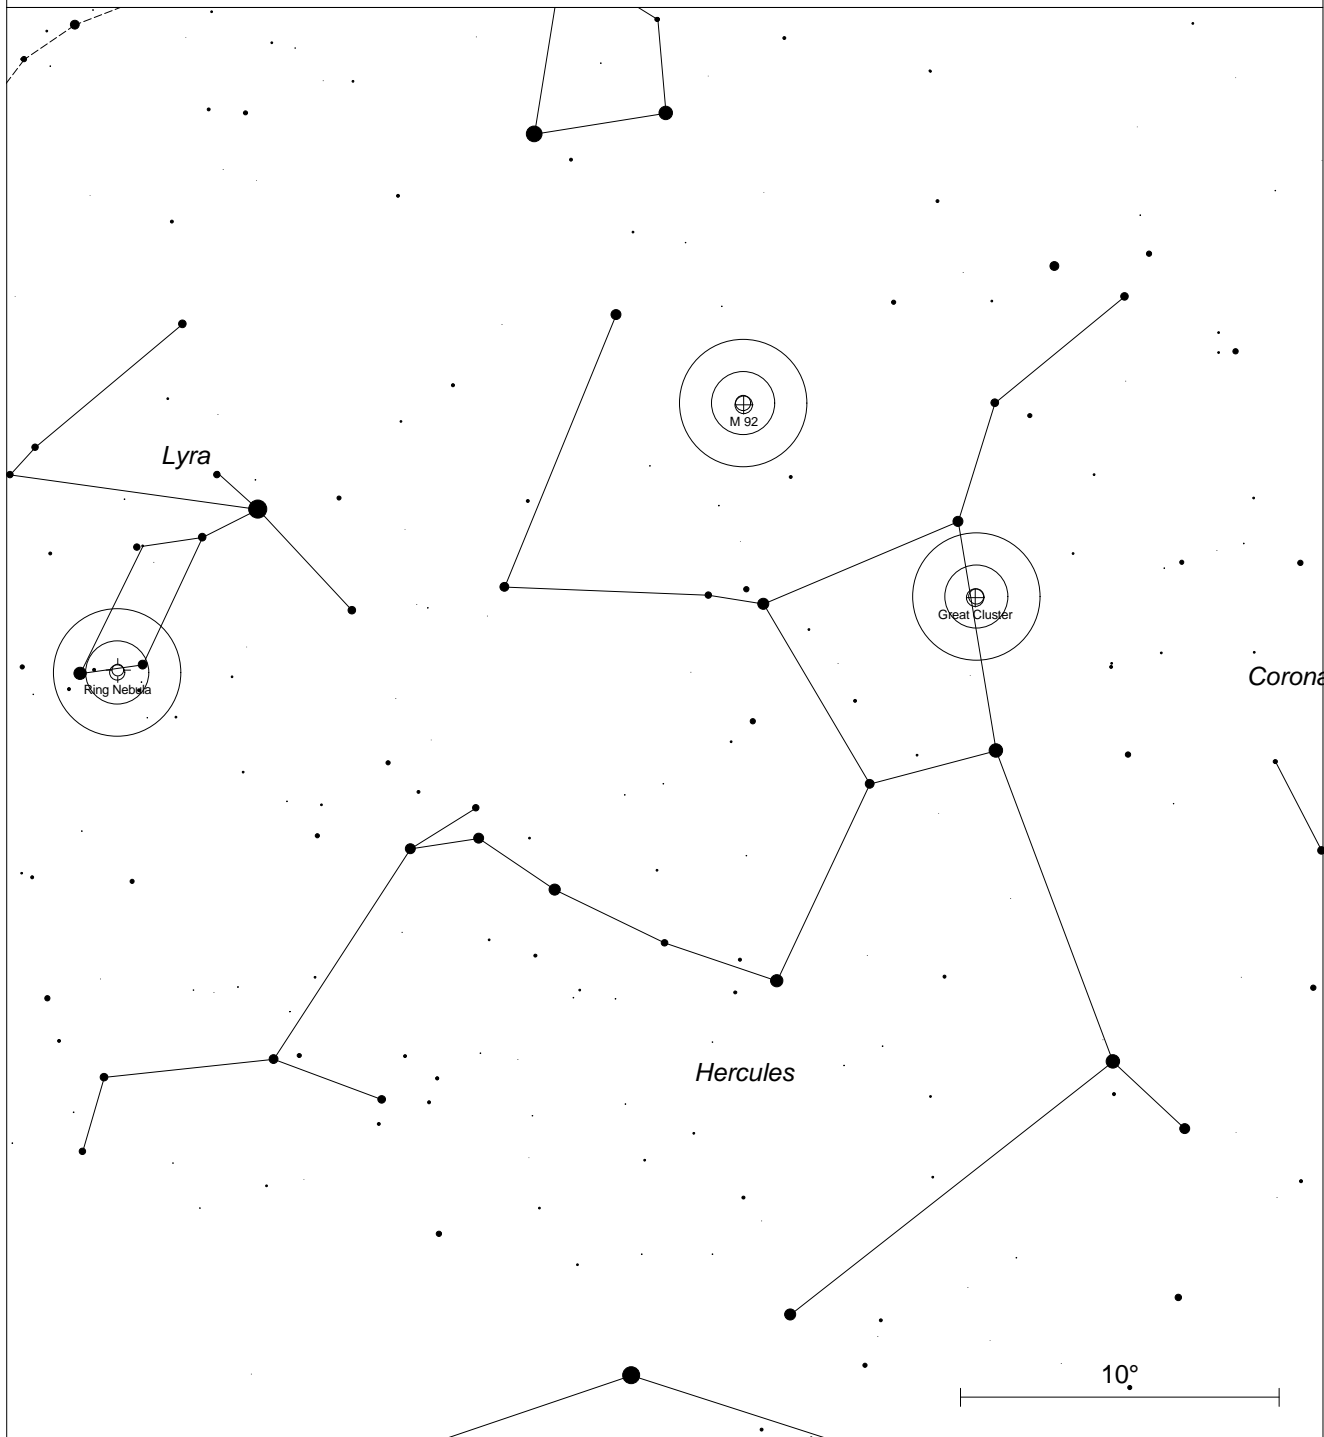 M 92
Lyra
Great Cluster
Corona
Ring Nebula
Hercules
10°